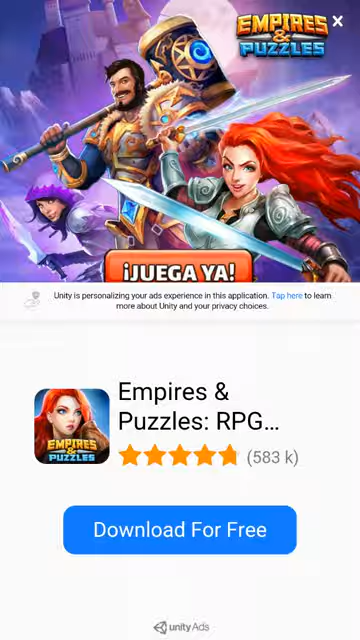 EMPIRES
&
PUZZLES
X
¡JUEGA YA!
Unity is personalizing your ads experience in this application. Tap here to learn
more about Unity and your privacy choices.
EMPIRES
&
PUZZLES
Empires &
Puzzles: RPG...
(583 k)
Download For Free
unity Ads